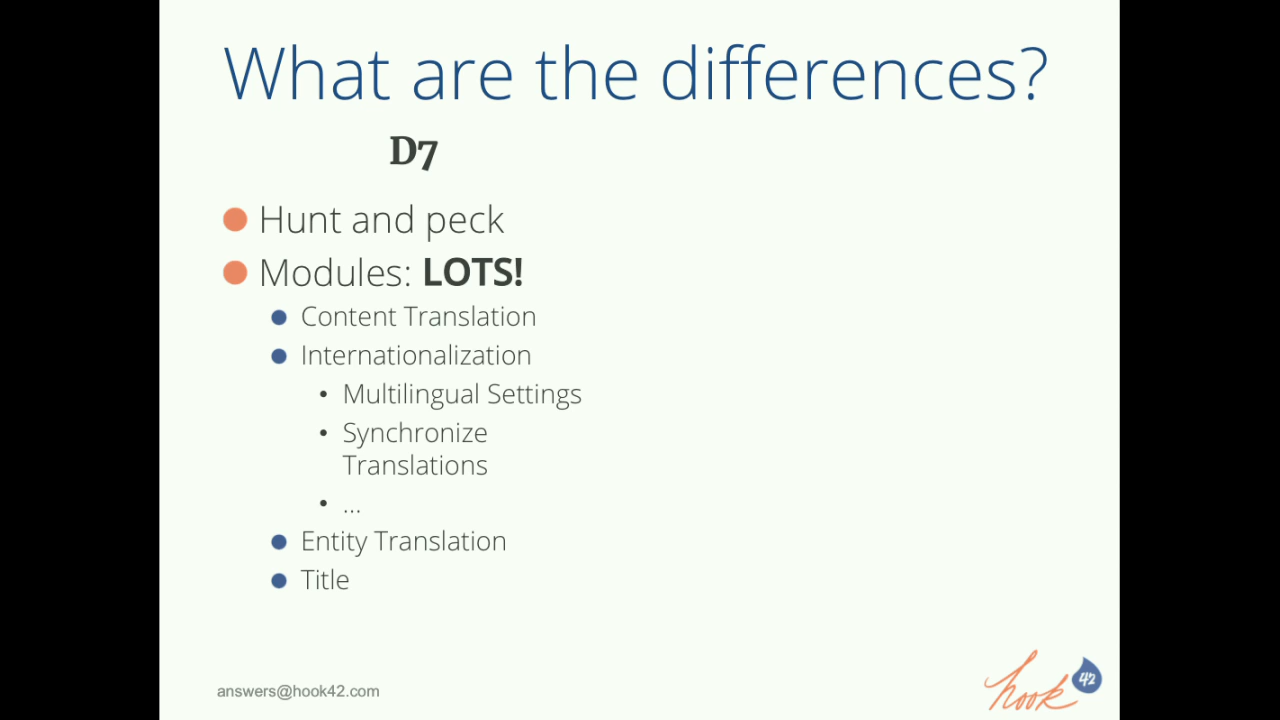 What are the differences?
D7
Hunt and peck
Modules: LOTS!
Content Translation
Internationalization
Multilingual Settings
Synchronize
Translations
...
Entity Translation
Title
answers@hook42.com
hook 42